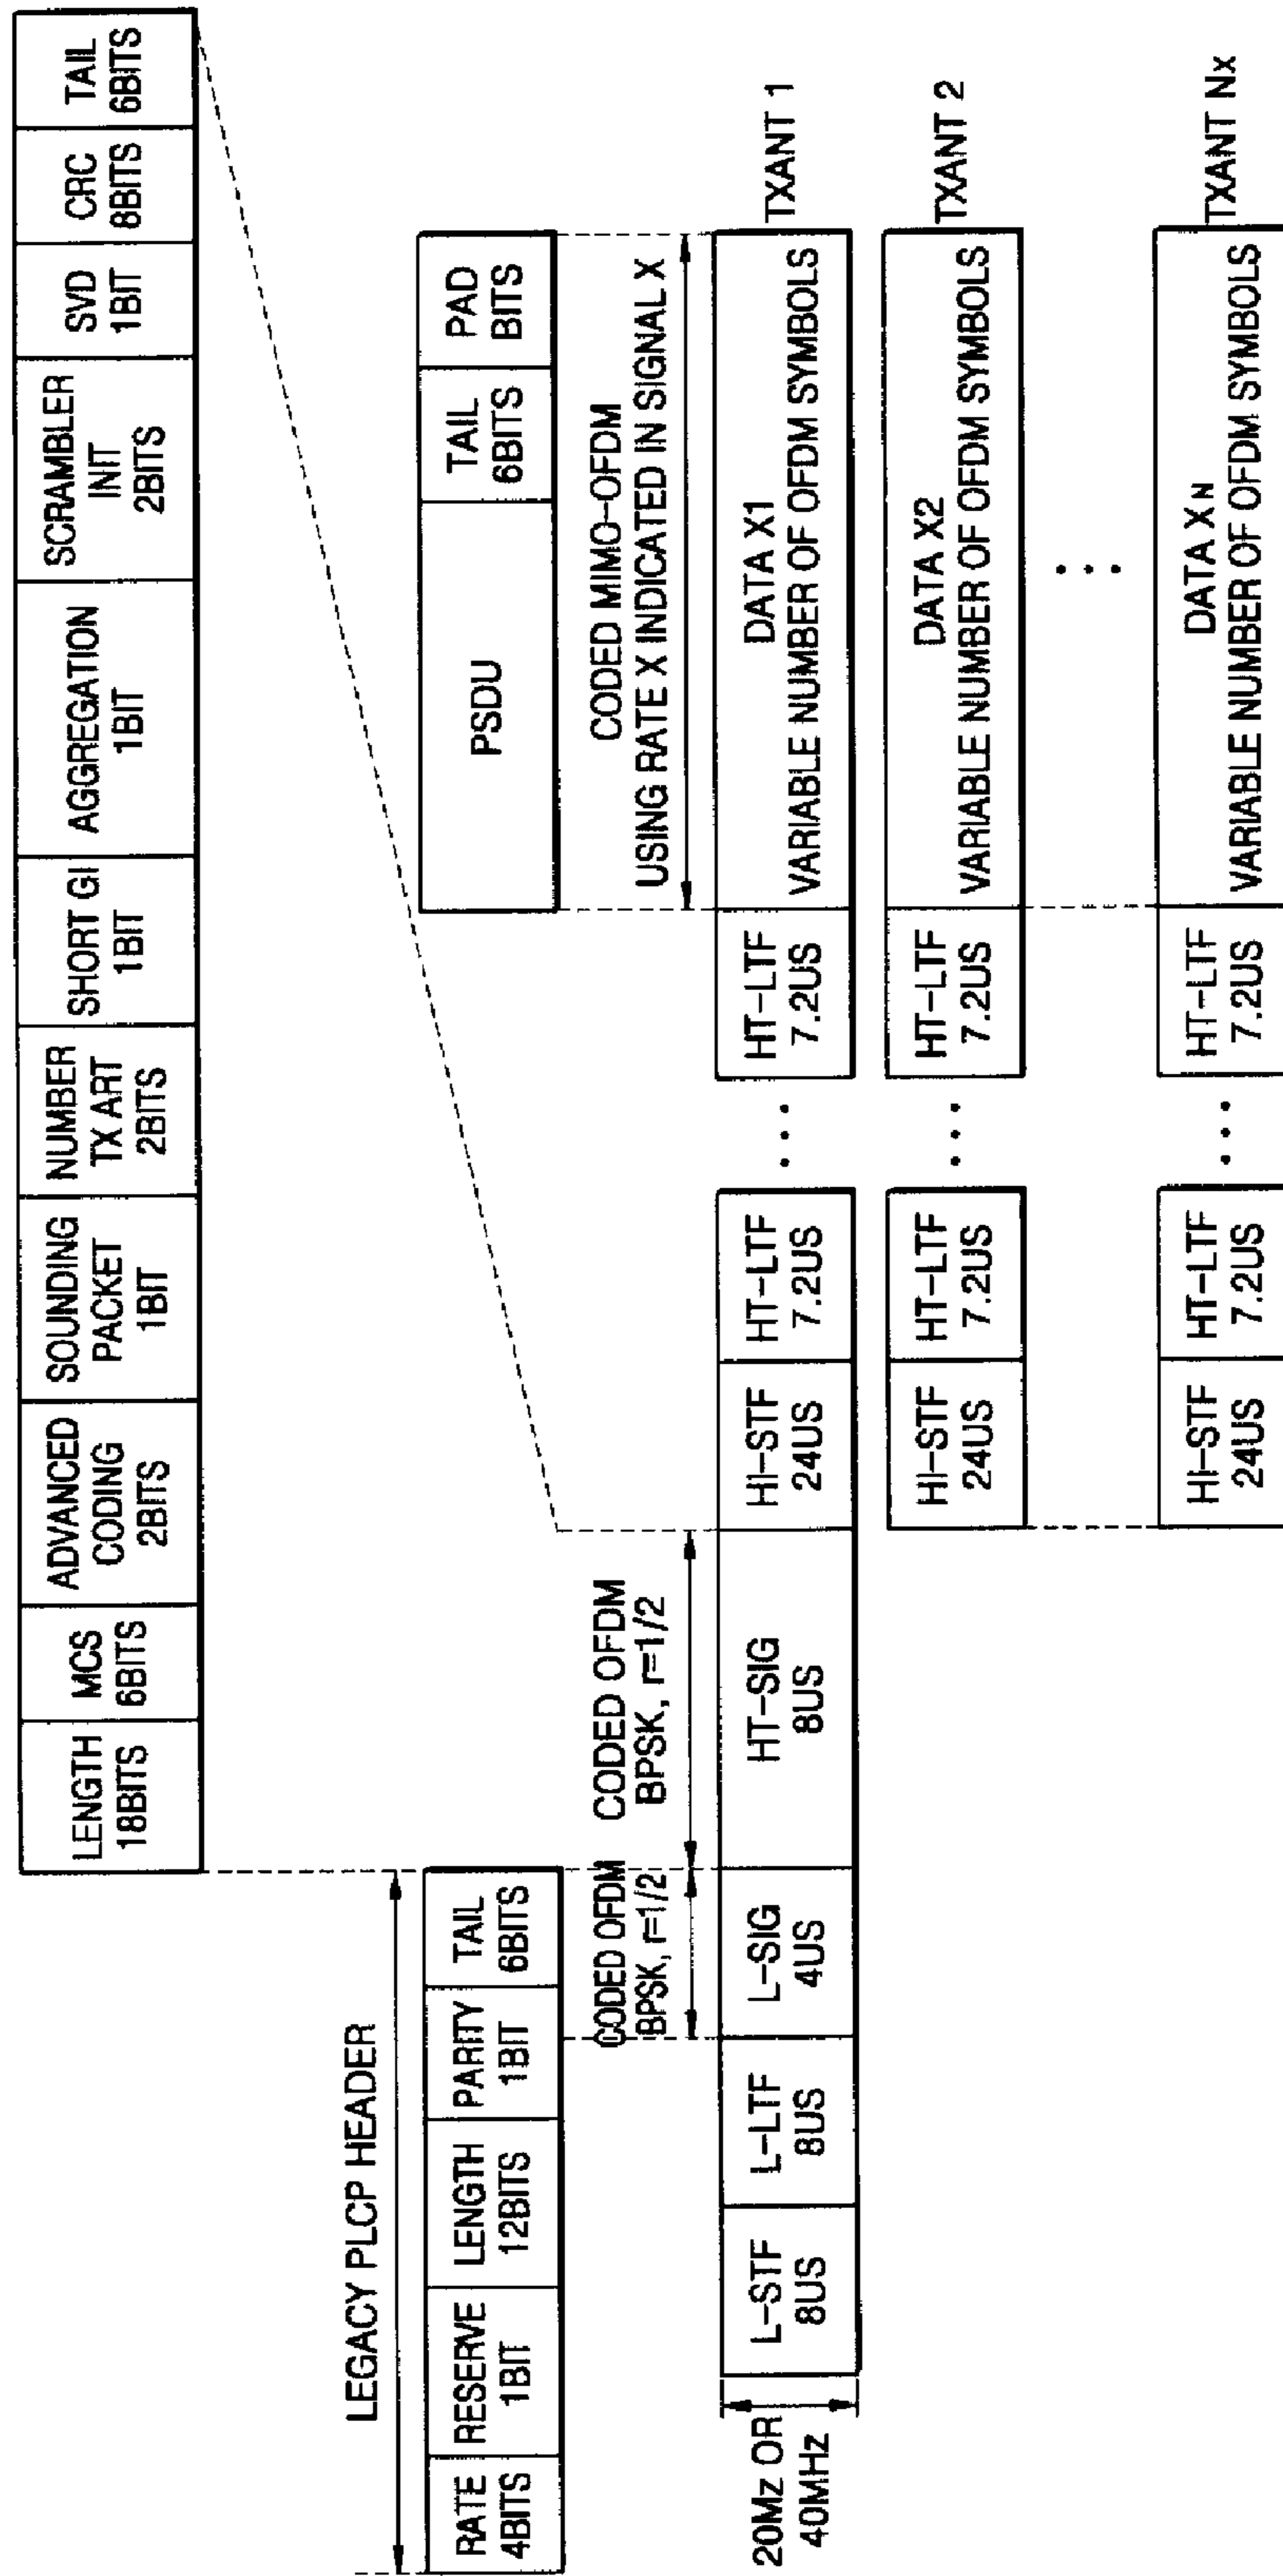 LENGTH
18BITS
MCS
6BITS
ADVANCED
CODING
2BITS
SOUNDING
PACKET
1BIT
NUMBER
TX ART
2BITS
SHORT GI
1BIT
AGGREGATION
1BIT
SCRAMBLER
INIT
2BITS
SVD
1BIT
CRC
8BITS
TAIL
6BITS
LEGACY PLCP HEADER
RATE
4BITS
RESERVE
1BIT
LENGTH
12BITS
PARITY
1BIT
TAIL
6BITS
PSDU
TAIL
6BITS
PAD
BITS
CODED OFDM
BPSK, r=1/2
CODED OFDM
BPSK, r=1/2
CODED MIMO-OFDM
USING RATE X INDICATED IN SIGNAL X
20Mz OR
40MHz
L-STF
8US
L-LTF
8US
L-SIG
4US
HT-SIG
8US
HI-STF
24US
HT-LTF
7.2US
...
HT-LTF
7.2US
DATA X1
VARIABLE NUMBER OF OFDM SYMBOLS
TXANT 1
HI-STF
24US
HT-LTF
7.2US
...
HT-LTF
7.2US
DATA X2
VARIABLE NUMBER OF OFDM SYMBOLS
TXANT 2
...
HI-STF
24US
HT-LTF
7.2US
...
HT-LTF
7.2US
DATA XN
VARIABLE NUMBER OF OFDM SYMBOLS
TXANT Nx